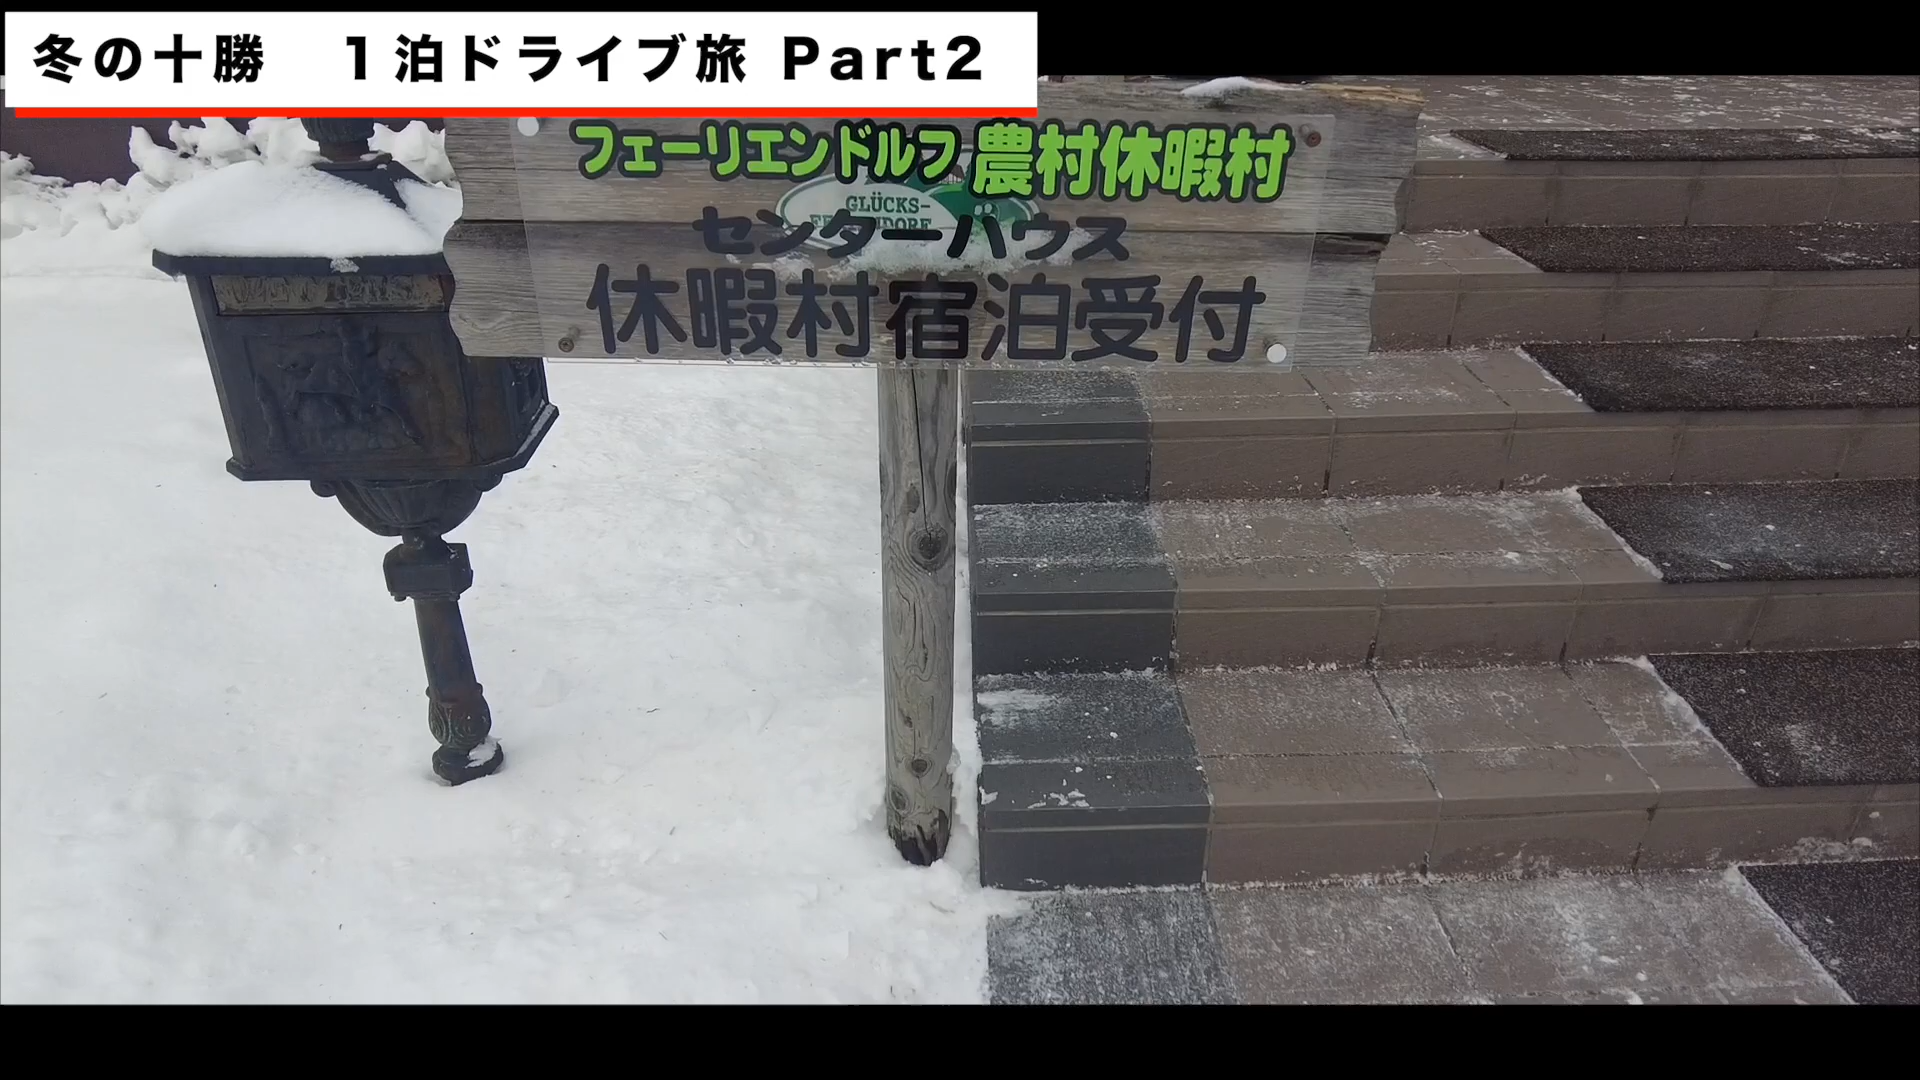 冬の十勝　１泊ドライブ旅 Part2
フェーリエンドルフ 農村休暇村
GLÜCKS-
センターハウス
休暇村宿泊受付